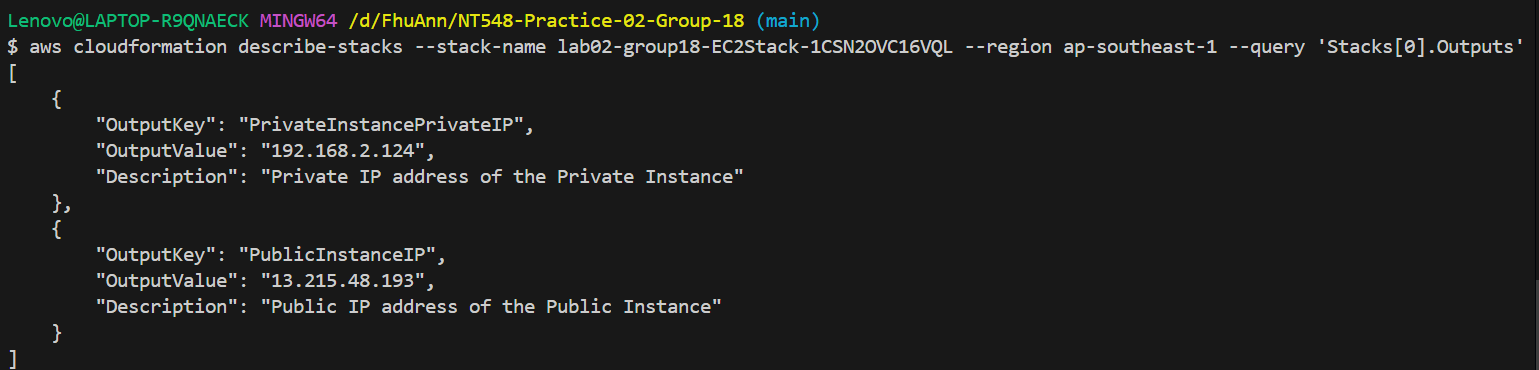 Lenovo@LAPTOP-R9QNAECK MINGW64 /d/FhuAnn/NT548-Practice-02-Group-18 (main)
$ aws cloudformation describe-stacks --stack-name lab02-group18-EC2Stack-1CSN2OVC16VQL --region ap-southeast-1 --query 'Stacks[0].Outputs'
[
    {
        "OutputKey": "PrivateInstancePrivateIP",
        "OutputValue": "192.168.2.124",
        "Description": "Private IP address of the Private Instance"
    },
    {
        "OutputKey": "PublicInstanceIP",
        "OutputValue": "13.215.48.193",
        "Description": "Public IP address of the Public Instance"
    }
]